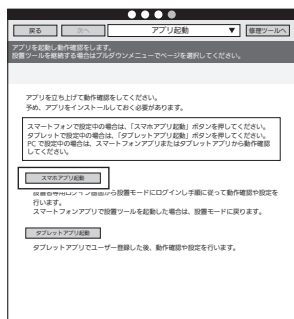 戻る 次へ アプリ起動 ▼ 修理ツールへ
アプリを起動し動作確認をします。
設置ツールを継続する場合はプルダウンメニューでページを選択してください。
アプリを立ち上げて動作確認をしてください。
予め、アプリをインストールしておく必要があります。
スマートフォンで設定中の場合は、「スマホアプリ起動」ボタンを押してください。
タブレットで設定中の場合は、「タブレットアプリ起動」ボタンを押してください。
PC で設定中の場合は、スマートフォンアプリまたはタブレットアプリから動作確認
してください。
スマホアプリ起動
設置者専用ログイン画面から設置モードにログインし手順に従って動作確認や設定を
行います。
スマートフォンアプリで設置ツールを起動した場合は、設置モードに戻ります。
タブレットアプリ起動
タブレットアプリでユーザー登録した後、動作確認や設定を行います。